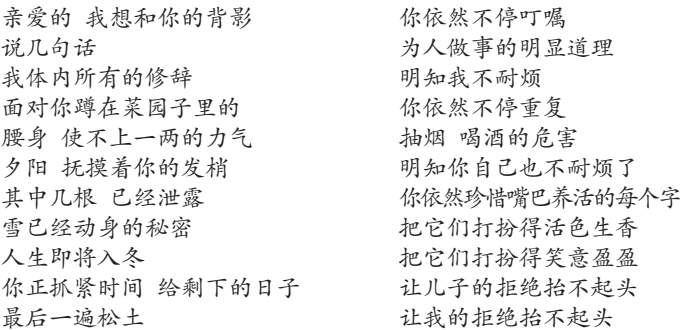 亲爱的 我想和你的背影
说几句话
我体内所有的修辞
面对你蹲在菜园子里的
腰身 使不上一两的力气
夕阳 抚摸着你的发梢
其中几根 已经泄露
雪已经动身的秘密
人生即将入冬
你正抓紧时间 给剩下的日子
最后一遍松土
你依然不停叮嘱
为人做事的明显道理
明知我不耐烦
你依然不停重复
抽烟 喝酒的危害
明知你自己也不耐烦了
你依然珍惜嘴巴养活的每个字
把它们打扮得活色生香
把它们打扮得笑意盈盈
让儿子的拒绝抬不起头
让我的拒绝抬不起头